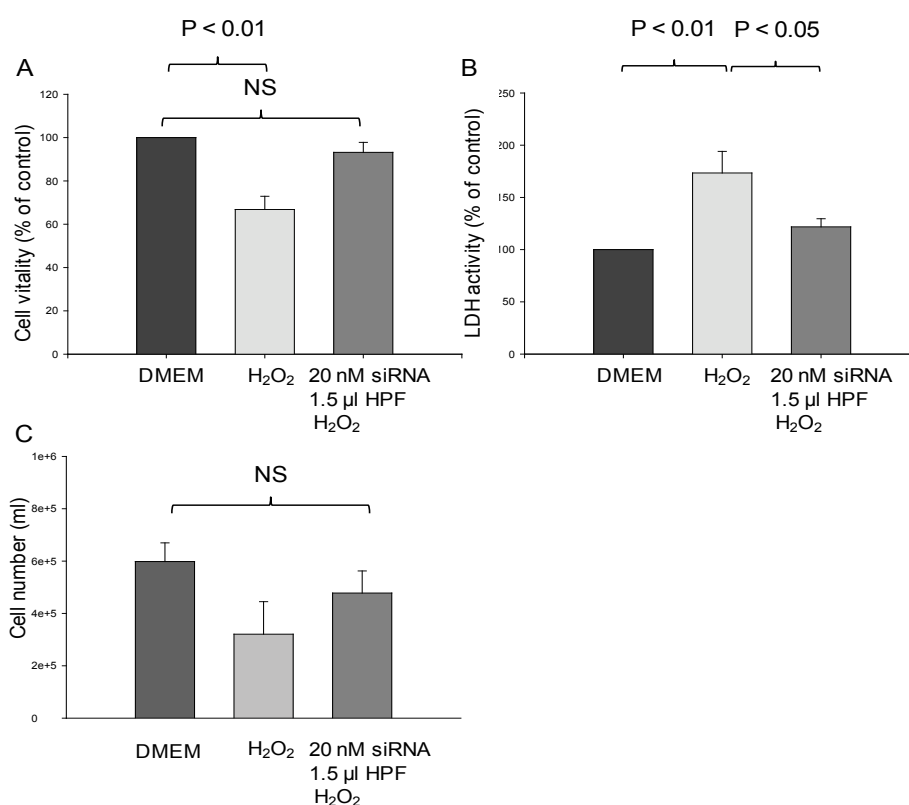 P < 0.01
A
NS
Cell vitality (% of control)
120
100
80
60
40
20
0
DMEM
H₂O₂
20 nM siRNA
1.5 µl HPF
H₂O₂
P < 0.01 P < 0.05
B
LDH activity (% of control)
250
200
150
100
50
0
DMEM
H₂O₂
20 nM siRNA
1.5 µl HPF
H₂O₂
C
NS
Cell number (ml)
1e+6
8e+5
6e+5
4e+5
2e+5
0
DMEM
H₂O₂
20 nM siRNA
1.5 µl HPF
H₂O₂